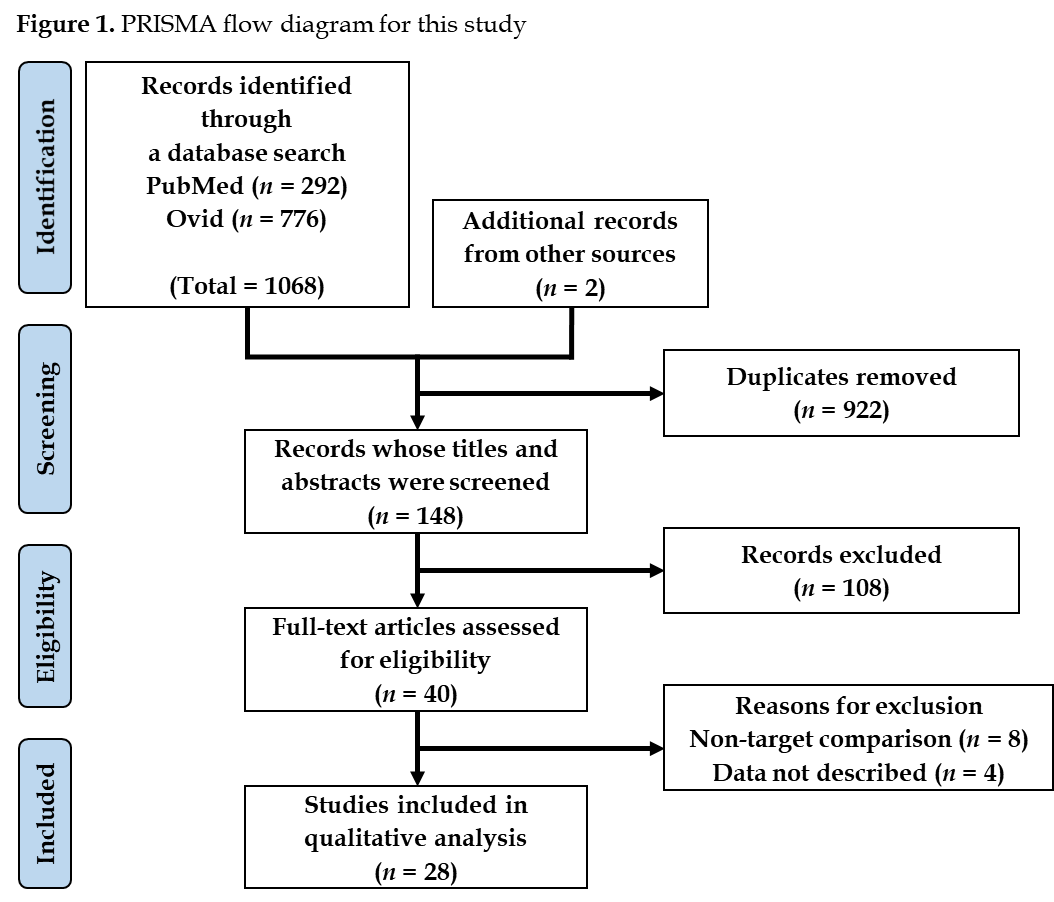 Figure 1. PRISMA flow diagram for this study
Identification
Records identified
through
a database search
PubMed (n = 292)
Ovid (n = 776)
(Total = 1068)
Additional records
from other sources
(n = 2)
Screening
Duplicates removed
(n = 922)
Records whose titles and
abstracts were screened
(n = 148)
Eligibility
Records excluded
(n = 108)
Full-text articles assessed
for eligibility
(n = 40)
Reasons for exclusion
Non-target comparison (n = 8)
Data not described (n = 4)
Included
Studies included in
qualitative analysis
(n = 28)